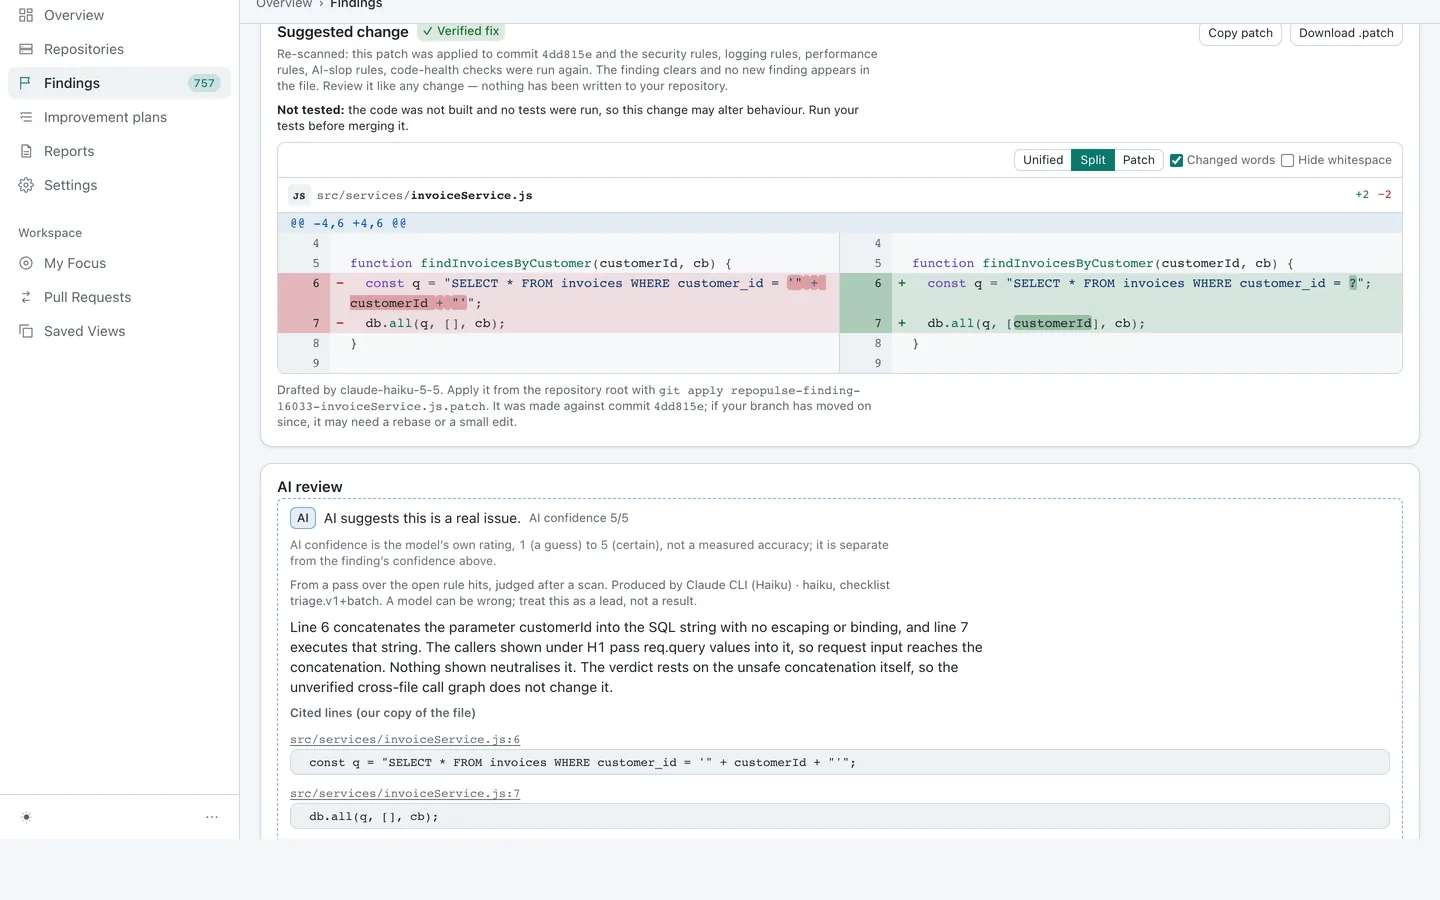 Overview
Repositories
Findings 757
Improvement plans
Reports
Settings
Workspace
My Focus
Pull Requests
Saved Views
...
Overview › Findings
Suggested change ✓ Verified fix
Copy patch Download .patch
Re-scanned: this patch was applied to commit 4dd815e and the security rules, logging rules, performance
rules, AI-slop rules, code-health checks were run again. The finding clears and no new finding appears in
the file. Review it like any change — nothing has been written to your repository.
Not tested: the code was not built and no tests were run, so this change may alter behaviour. Run your
tests before merging it.
Unified Split Patch Changed words Hide whitespace
JS src/services/invoiceService.js +2 −2
@@ −4,6 +4,6 @@
4
5 function findInvoicesByCustomer(customerId, cb) {
6 − const q = "SELECT * FROM invoices WHERE customer_id = '" +
customerId + "'";
7 − db.all(q, [], cb);
8 }
9
4
5 function findInvoicesByCustomer(customerId, cb) {
6 + const q = "SELECT * FROM invoices WHERE customer_id = ?";
7 + db.all(q, [customerId], cb);
8 }
9
Drafted by claude-haiku-5-5. Apply it from the repository root with git apply repopulse-finding-
16033-invoiceService.js.patch. It was made against commit 4dd815e; if your branch has moved on
since, it may need a rebase or a small edit.
AI review
AI AI suggests this is a real issue. AI confidence 5/5
AI confidence is the model's own rating, 1 (a guess) to 5 (certain), not a measured accuracy; it is separate
from the finding's confidence above.
From a pass over the open rule hits, judged after a scan. Produced by Claude CLI (Haiku) · haiku, checklist
triage.v1+batch. A model can be wrong; treat this as a lead, not a result.
Line 6 concatenates the parameter customerId into the SQL string with no escaping or binding, and line 7
executes that string. The callers shown under H1 pass req.query values into it, so request input reaches the
concatenation. Nothing shown neutralises it. The verdict rests on the unsafe concatenation itself, so the
unverified cross-file call graph does not change it.
Cited lines (our copy of the file)
src/services/invoiceService.js:6
const q = "SELECT * FROM invoices WHERE customer_id = '" + customerId + "'";
src/services/invoiceService.js:7
db.all(q, [], cb);